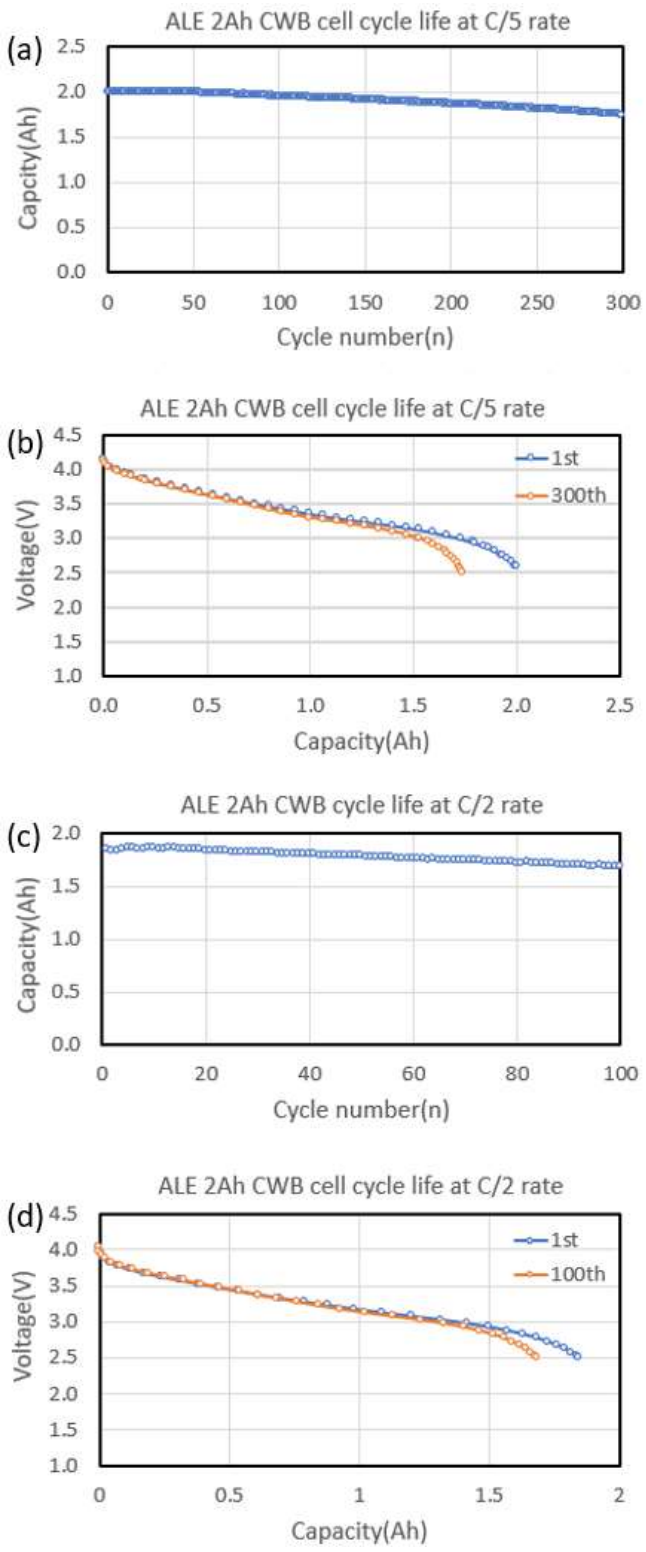 (a)
ALE 2Ah CWB cell cycle life at C/5 rate
2.5
2.0
1.5
1.0
0.5
0.0
Capcity(Ah)
0 50 100 150 200 250 300
Cycle number(n)
(b)
ALE 2Ah CWB cell cycle life at C/5 rate
4.5
4.0
3.5
3.0
2.5
2.0
1.5
1.0
Voltage(V)
1st
300th
0.0 0.5 1.0 1.5 2.0 2.5
Capacity(Ah)
(c)
ALE 2Ah CWB cycle life at C/2 rate
2.0
1.5
1.0
0.5
0.0
Capacity(Ah)
0 20 40 60 80 100
Cycle number(n)
(d)
ALE 2Ah CWB cell cycle life at C/2 rate
4.5
4.0
3.5
3.0
2.5
2.0
1.5
1.0
Voltage(V)
1st
100th
0 0.5 1 1.5 2
Capacity(Ah)